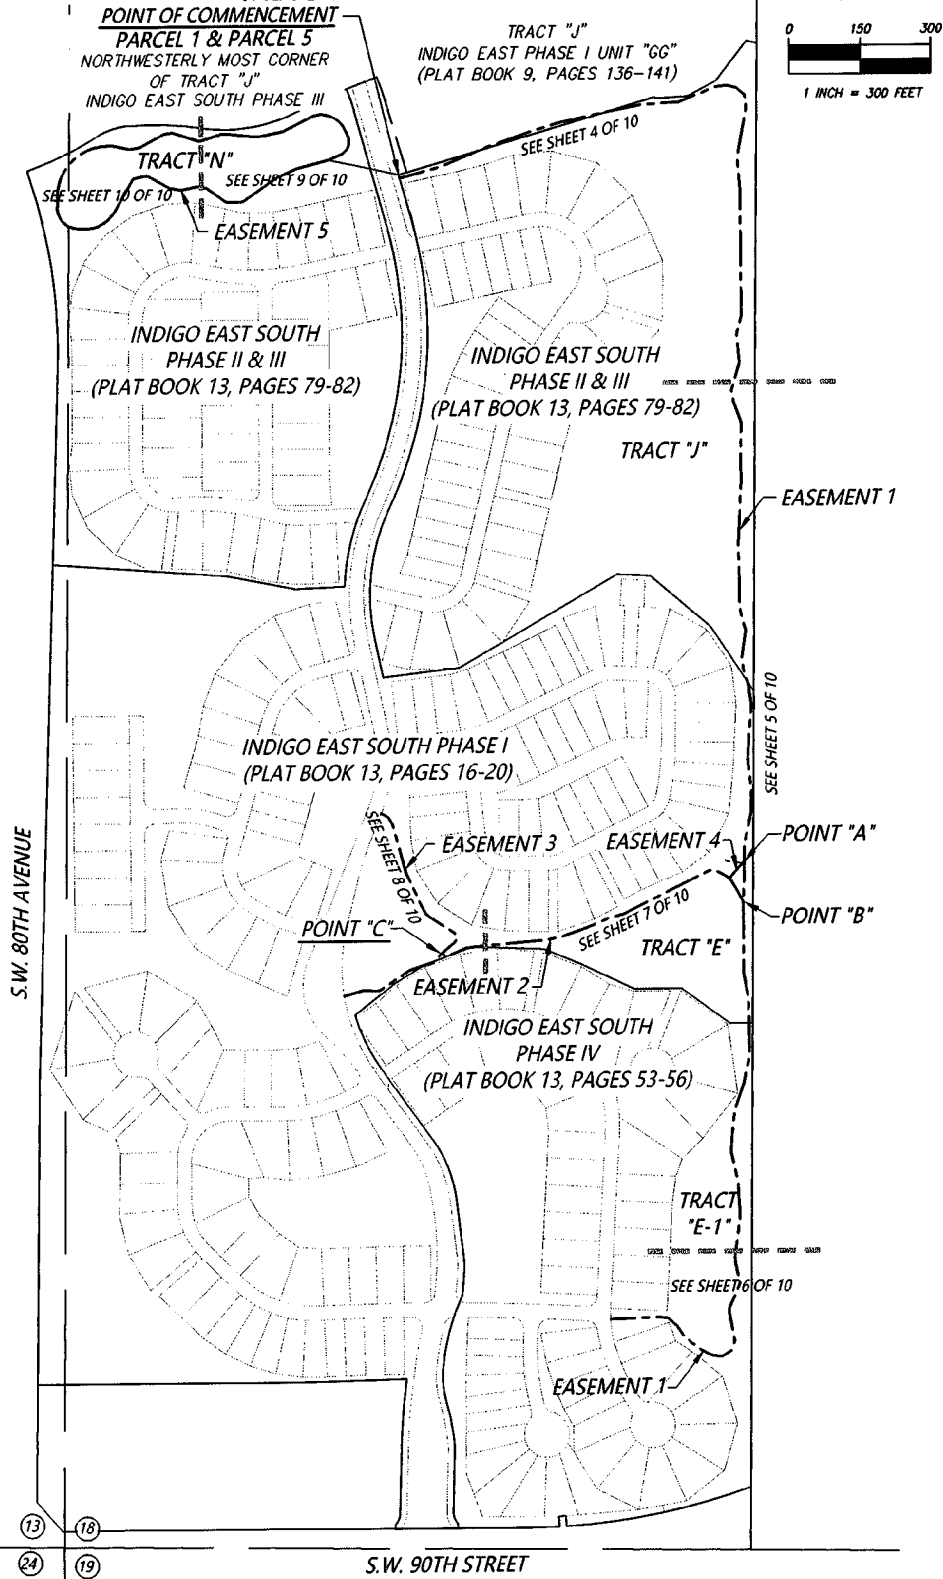 POINT OF COMMENCEMENT
PARCEL 1 & PARCEL 5
NORTHWESTERLY MOST CORNER
OF TRACT "J"
INDIGO EAST SOUTH PHASE III
TRACT "J"
INDIGO EAST PHASE I UNIT "GG"
(PLAT BOOK 9, PAGES 136-141)
0 150 300
1 INCH = 300 FEET
SEE SHEET 4 OF 10
TRACT "N"
SEE SHEET 9 OF 10
SEE SHEET 10 OF 10
EASEMENT 5
INDIGO EAST SOUTH
PHASE II & III
(PLAT BOOK 13, PAGES 79-82)
INDIGO EAST SOUTH
PHASE II & III
(PLAT BOOK 13, PAGES 79-82)
TRACT "J"
EASEMENT 1
SEE SHEET 5 OF 10
INDIGO EAST SOUTH PHASE I
(PLAT BOOK 13, PAGES 16-20)
SEE SHEET 8 OF 10
EASEMENT 3
EASEMENT 4
POINT "A"
POINT "B"
S.W. 80TH AVENUE
POINT "C"
SEE SHEET 7 OF 10
TRACT "E"
EASEMENT 2
INDIGO EAST SOUTH
PHASE IV
(PLAT BOOK 13, PAGES 53-56)
TRACT
"E-1"
SEE SHEET 6 OF 10
EASEMENT 1
13 18
24 19
S.W. 90TH STREET